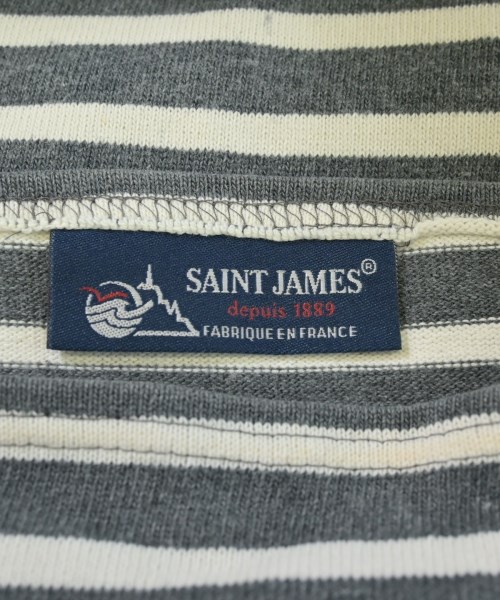 SAINT JAMES®
depuis 1889
FABRIQUE EN FRANCE